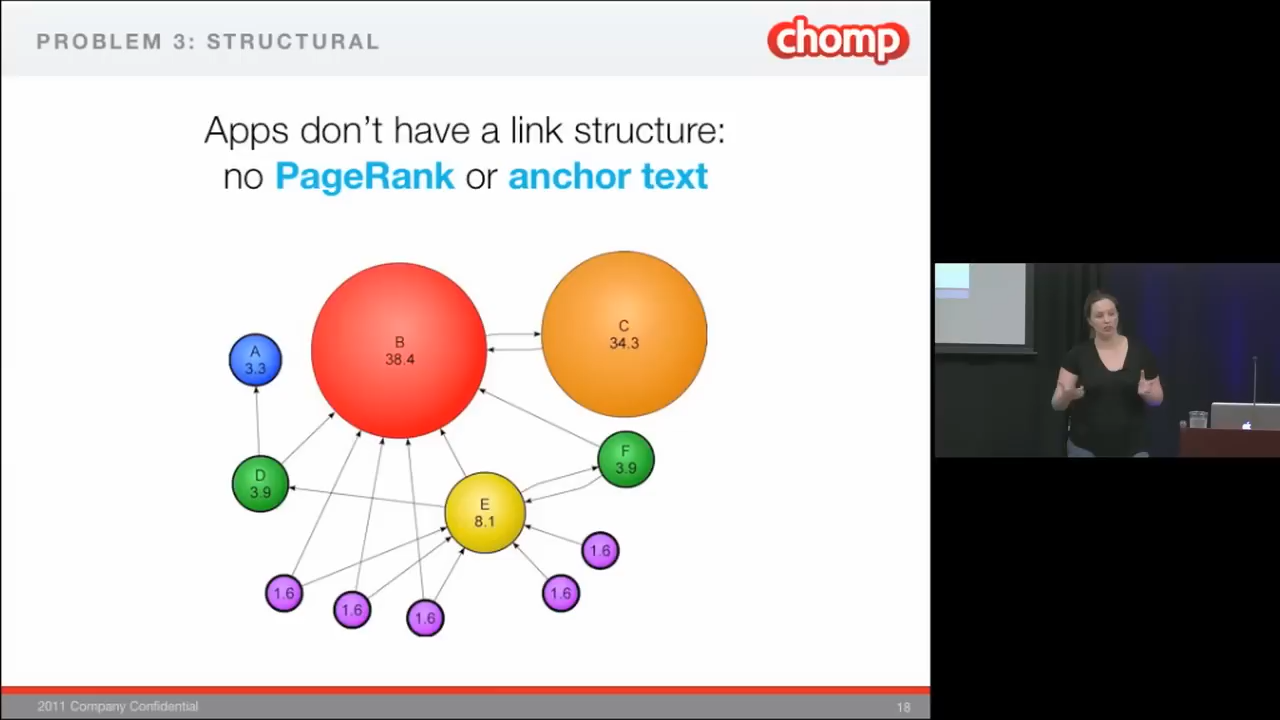 PROBLEM 3: STRUCTURAL
chomp
Apps don't have a link structure:
no PageRank or anchor text
B
38.4
C
34.3
A
3.3
D
3.9
F
3.9
E
8.1
1.6
1.6
1.6
1.6
1.6
2011 Company Confidential
18